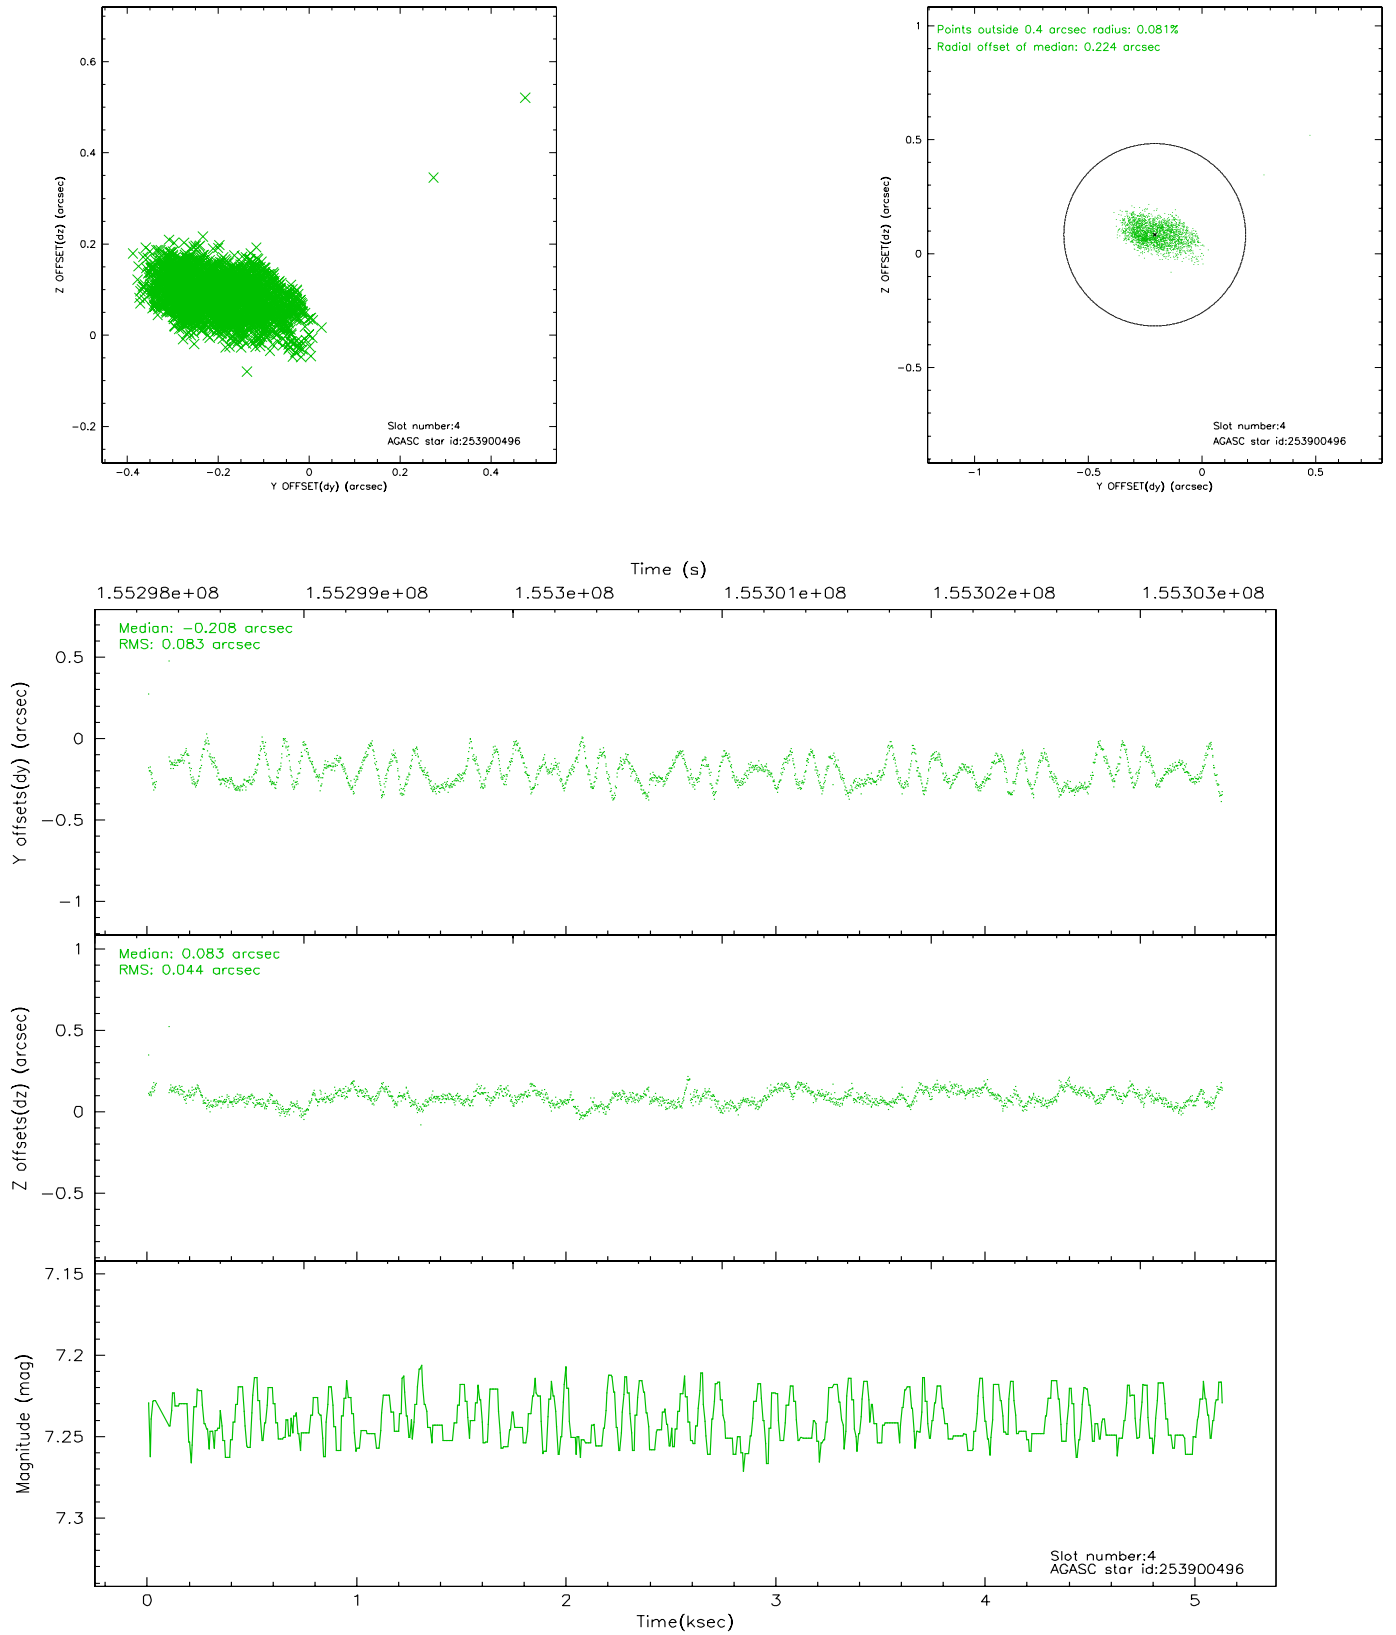 0.6
0.4
0.2
0
−0.2
Z OFFSET(dz) (arcsec)
Slot number:4
AGASC star id:253900496
−0.4 −0.2 0 0.2 0.4
Y OFFSET(dy) (arcsec)
Points outside 0.4 arcsec radius: 0.081%
Radial offset of median: 0.224 arcsec
1
0.5
0
−0.5
Z OFFSET(dz) (arcsec)
Slot number:4
AGASC star id:253900496
−1 −0.5 0 0.5
Y OFFSET(dy) (arcsec)
Time (s)
1.55298e+08 1.55299e+08 1.553e+08 1.55301e+08 1.55302e+08 1.55303e+08
Median: −0.208 arcsec
RMS: 0.083 arcsec
0.5
0
−0.5
−1
Y offsets(dy) (arcsec)
Median: 0.083 arcsec
RMS: 0.044 arcsec
1
0.5
0
−0.5
Z offsets(dz) (arcsec)
7.15
7.2
7.25
7.3
Magnitude (mag)
Slot number:4
AGASC star id:253900496
0 1 2 3 4 5
Time(ksec)